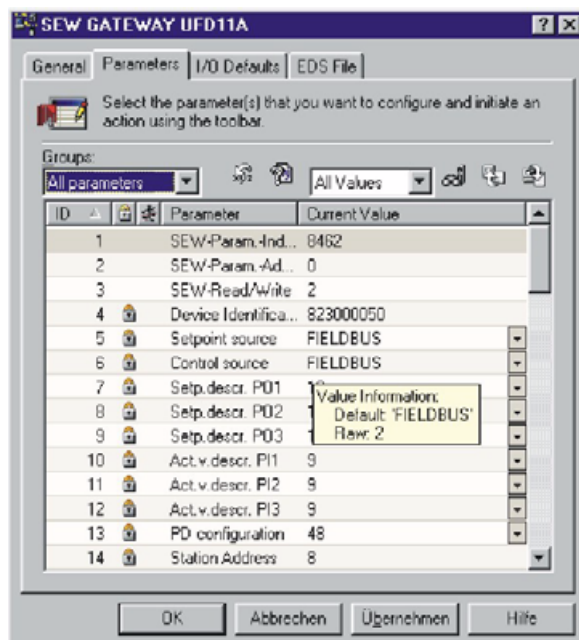 SEW GATEWAY UFD11A
General Parameters I/O Defaults EDS File
Select the parameter(s) that you want to configure and initiate an
action using the toolbar.
Groups:
All parameters All Values
ID Parameter Current Value
1 SEW-Param.-Ind... 8462
2 SEW-Param.-Ad... 0
3 SEW-Read/Write 2
4 Device Identifica... 823000050
5 Setpoint source FIELDBUS
6 Control source FIELDBUS
7 Setp.descr. PO1
8 Setp.descr. PO2
9 Setp.descr. PO3
Value Information:
Default: 'FIELDBUS'
Raw: 2
10 Act.v.descr. PI1 9
11 Act.v.descr. PI2 9
12 Act.v.descr. PI3 9
13 PD configuration 48
14 Station Address 8
OK Abbrechen Übernehmen Hilfe